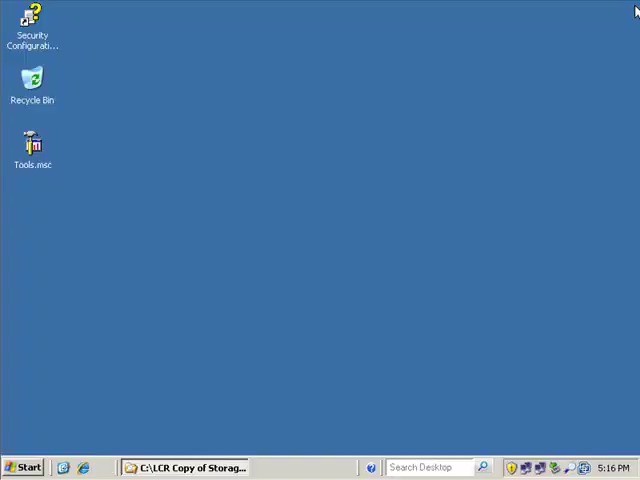 Security
Configurati...
Recycle Bin
Tools.msc
Start
C:\LCR Copy of Storag...
Search Desktop
5:16 PM